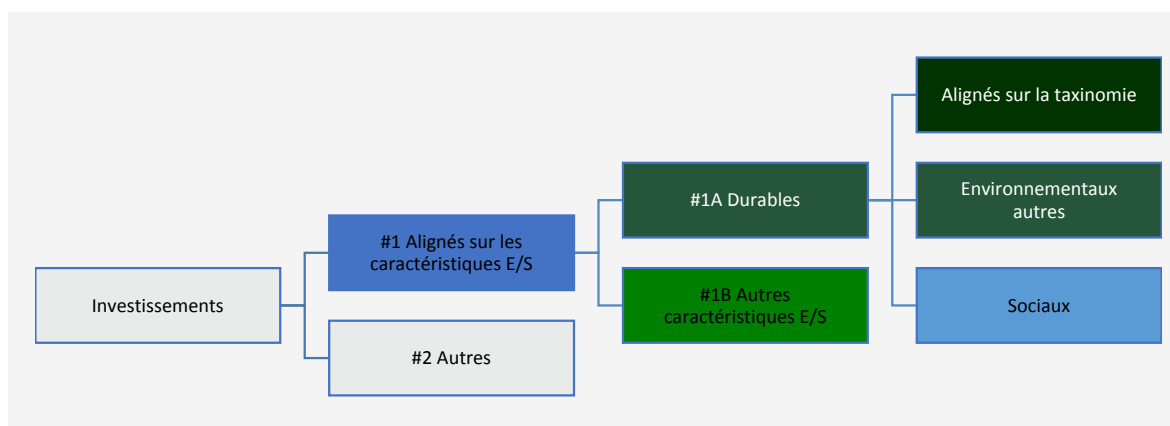 Investissements
#1 Alignés sur les
caractéristiques E/S
#2 Autres
#1A Durables
#1B Autres
caractéristiques E/S
Alignés sur la taxinomie
Environnementaux
autres
Sociaux